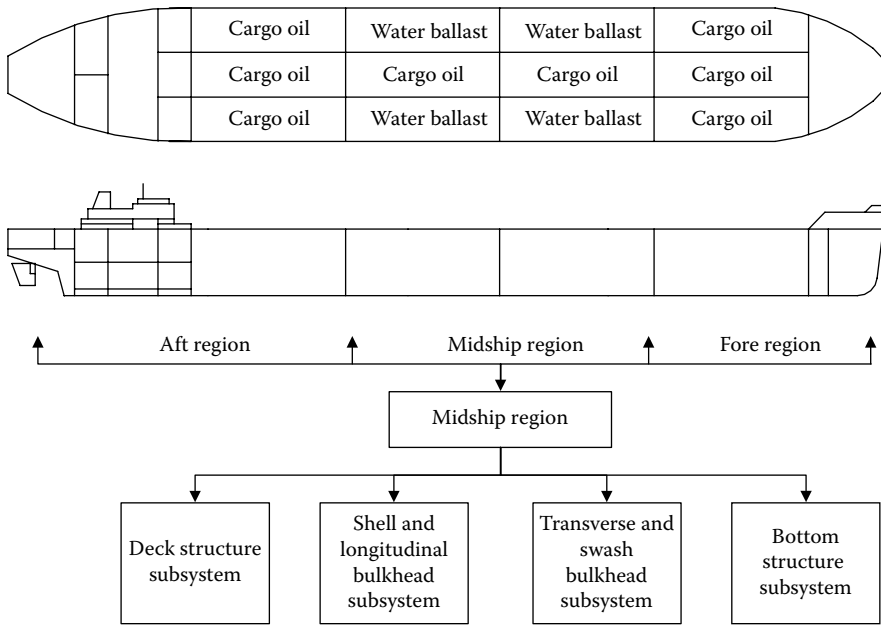 Cargo oil Water ballast Water ballast Cargo oil
Cargo oil Cargo oil Cargo oil Cargo oil
Cargo oil Water ballast Water ballast Cargo oil
Aft region Midship region Fore region
Midship region
Deck structure
subsystem
Shell and
longitudinal
bulkhead
subsystem
Transverse and
swash
bulkhead
subsystem
Bottom
structure
subsystem